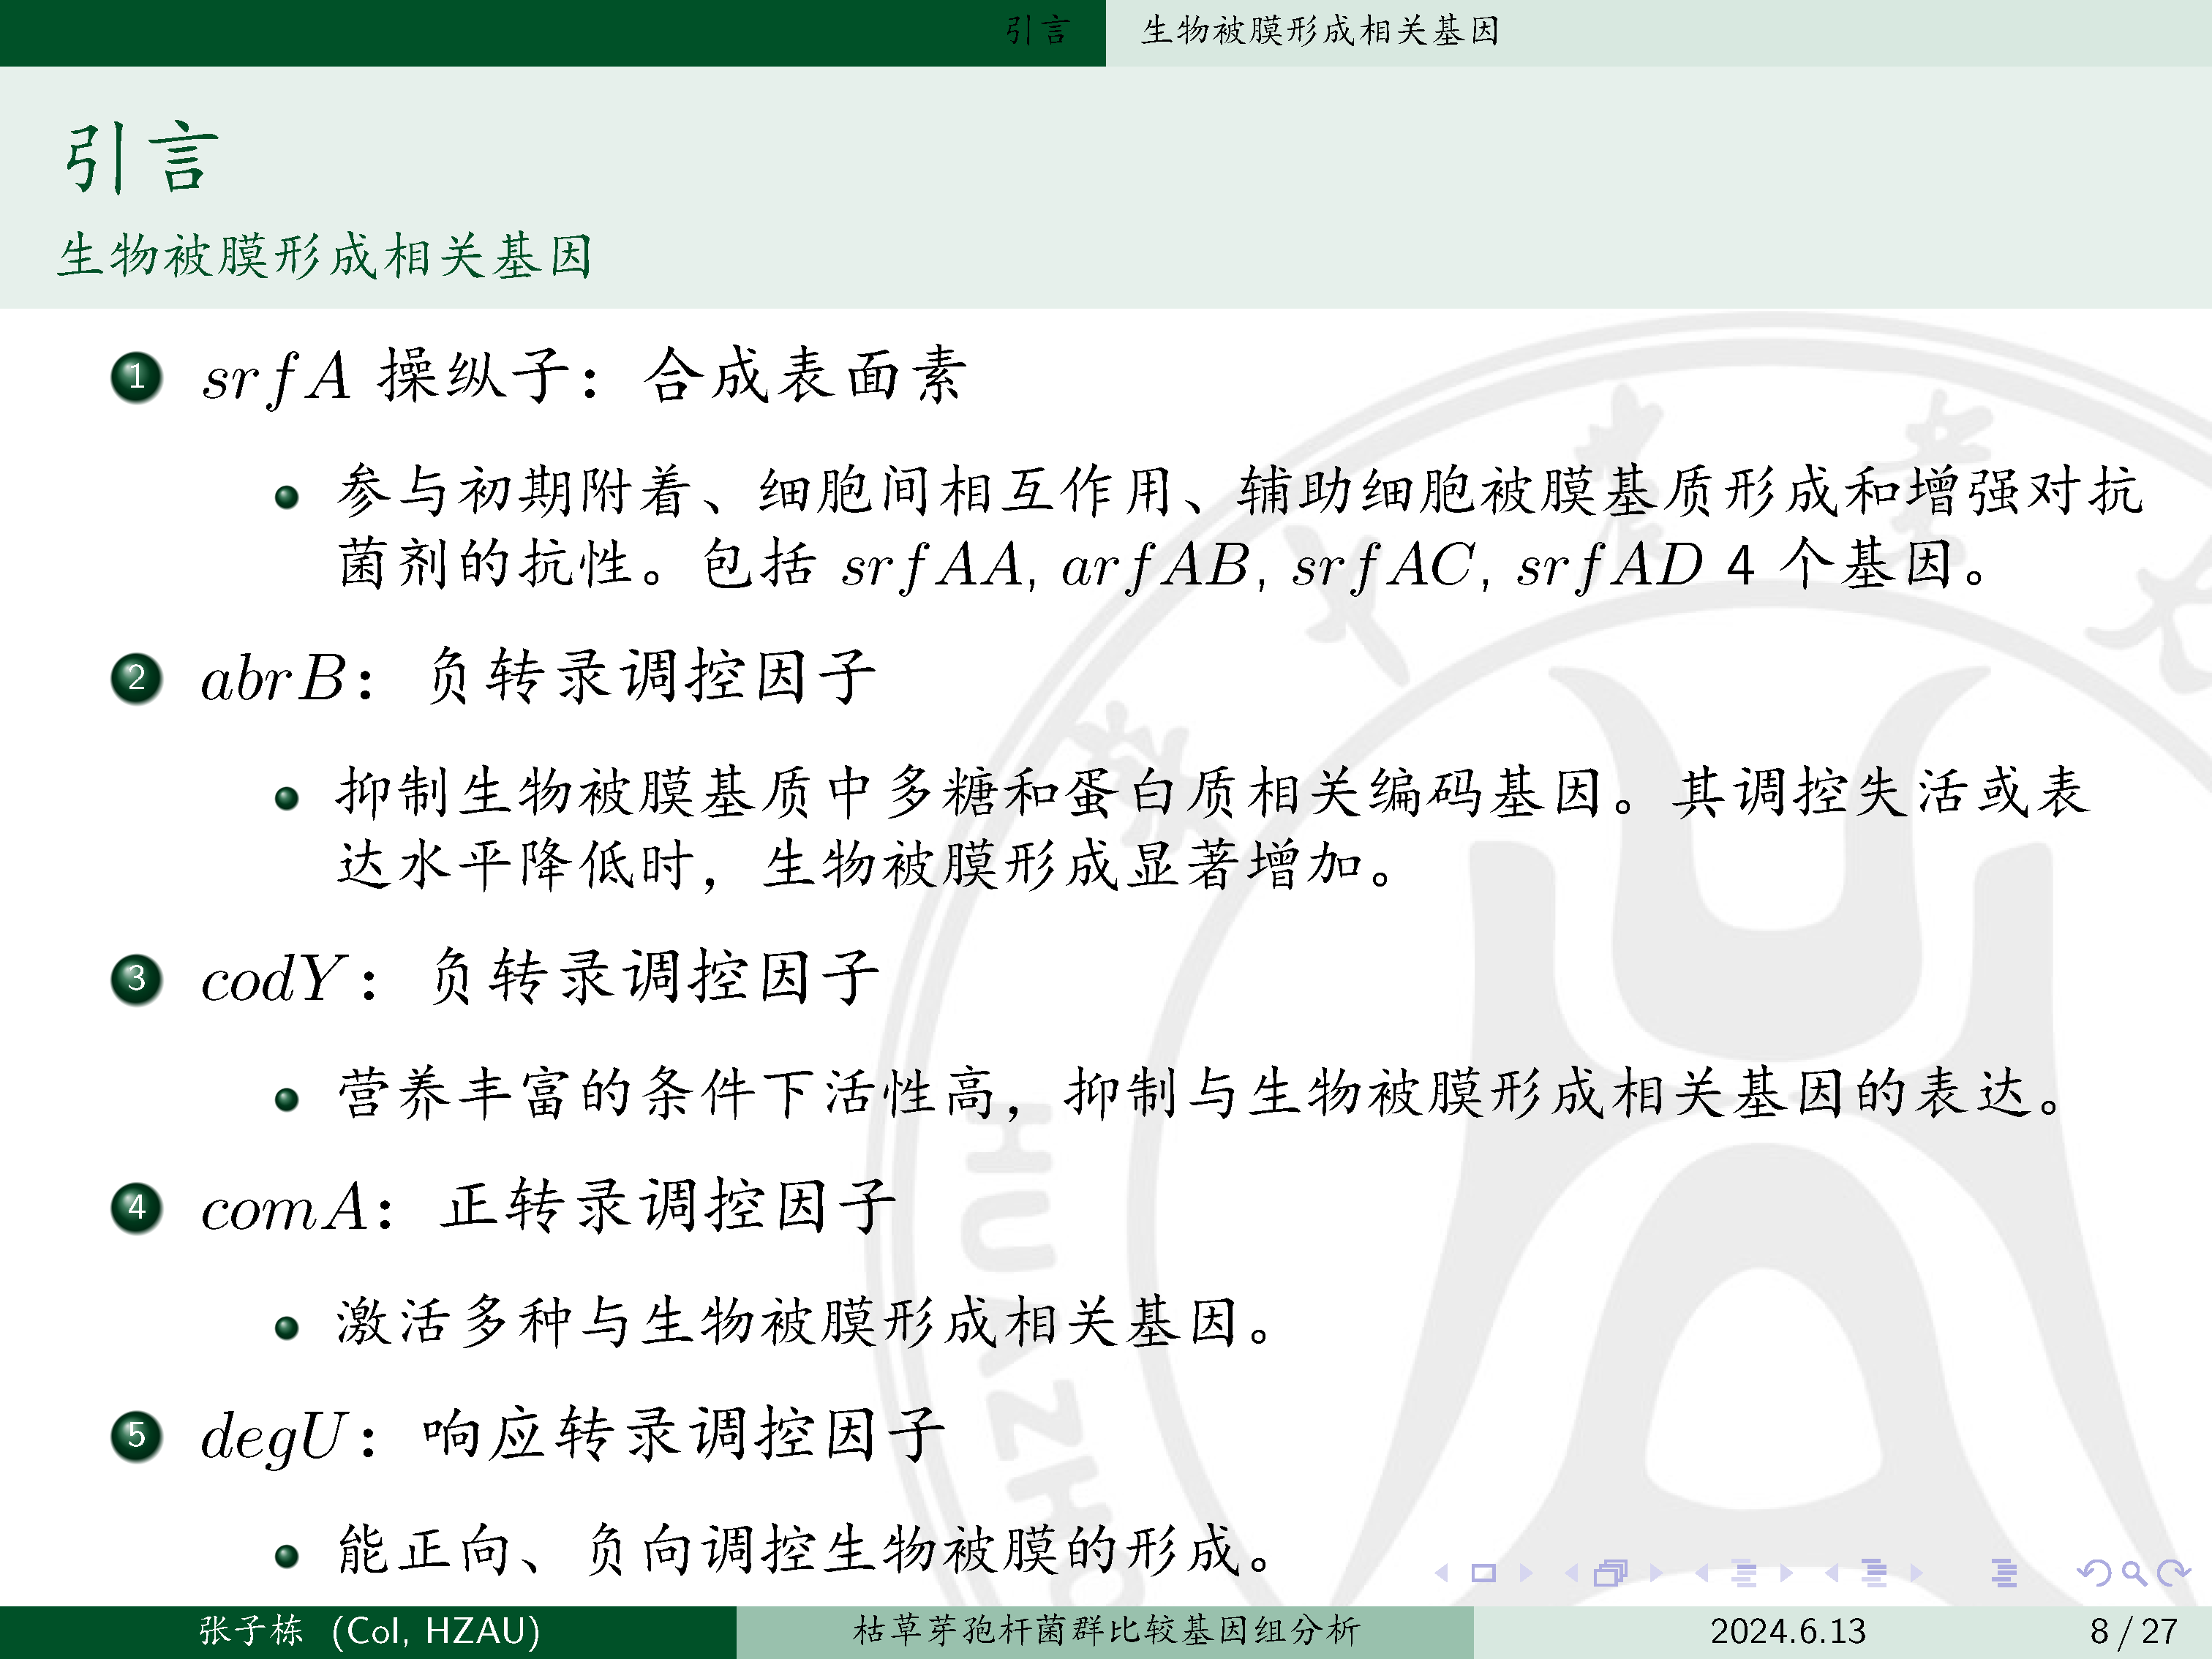 引言 生物被膜形成相关基因
引言
生物被膜形成相关基因
1 srfA 操纵子：合成表面素
参与初期附着、细胞间相互作用、辅助细胞被膜基质形成和增强对抗
菌剂的抗性。包括 srfAA, arfAB, srfAC, srfAD 4 个基因。
2 abrB：负转录调控因子
抑制生物被膜基质中多糖和蛋白质相关编码基因。其调控失活或表
达水平降低时，生物被膜形成显著增加。
3 codY：负转录调控因子
营养丰富的条件下活性高，抑制与生物被膜形成相关基因的表达。
4 comA：正转录调控因子
激活多种与生物被膜形成相关基因。
5 degU：响应转录调控因子
能正向、负向调控生物被膜的形成。
HUAZHO
张子栋 (Col, HZAU) 枯草芽孢杆菌群比较基因组分析 2024.6.13 8 / 27